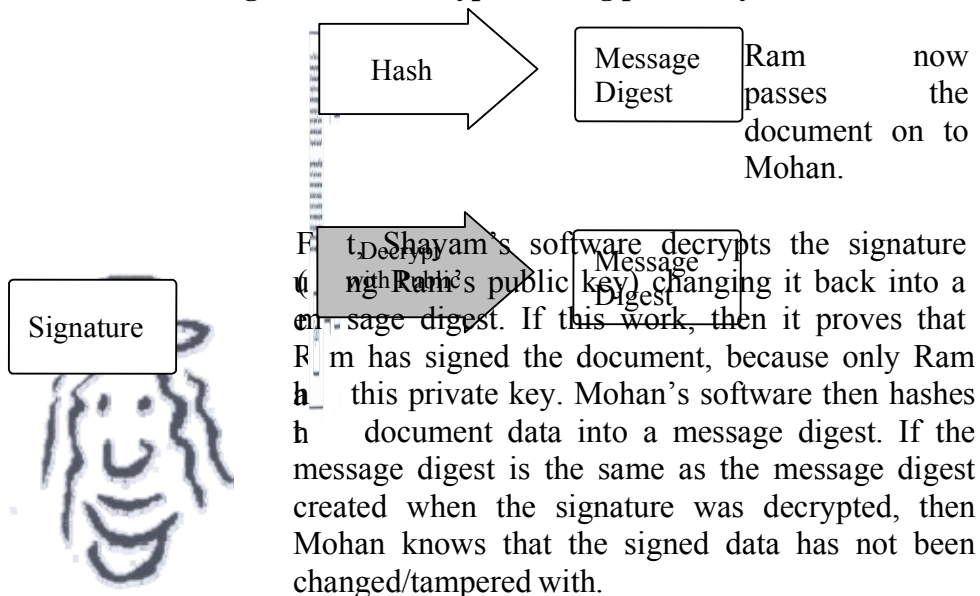 Hash
Message
Digest
Ram now
passes the
document on to
Mohan.
Decrypt
with Public
Message
Digest
Signature
t, Shayam's software decrypts the signature
Ram's public key) changing it back into a
sage digest. If this work, then it proves that
m has signed the document, because only Ram
this private key. Mohan's software then hashes
document data into a message digest. If the
message digest is the same as the message digest
created when the signature was decrypted, then
Mohan knows that the signed data has not been
changed/tampered with.